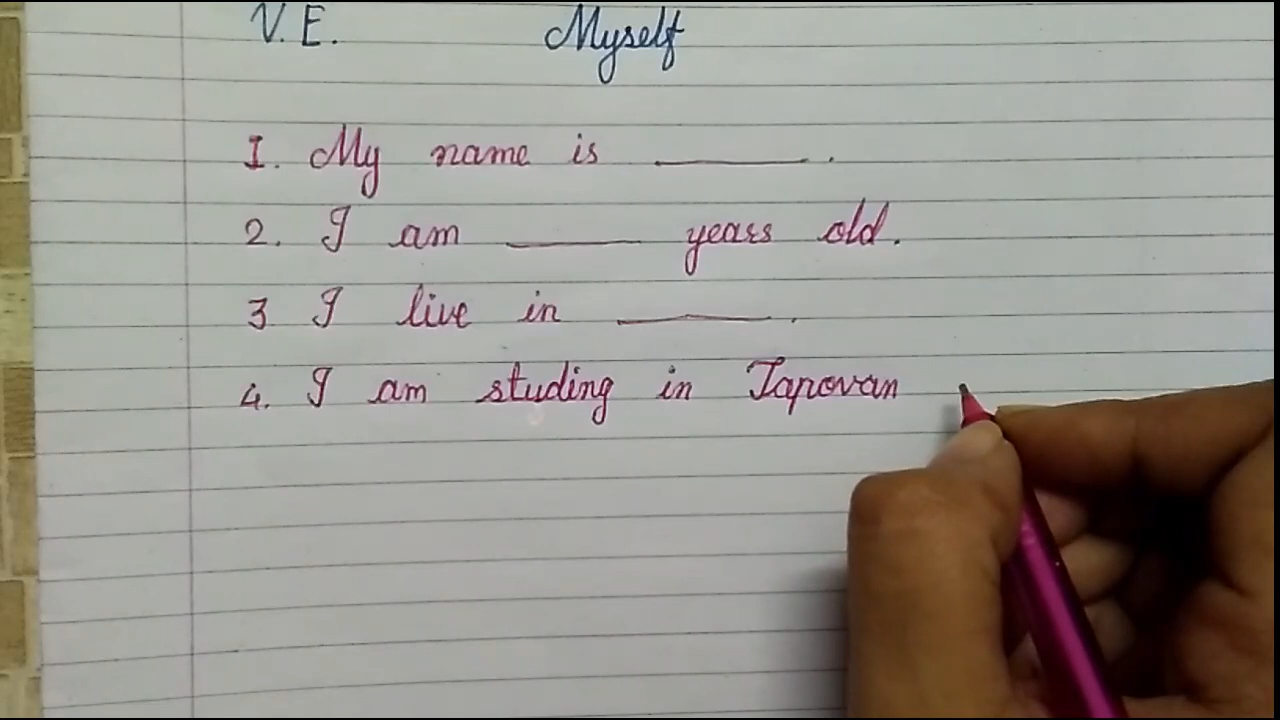 V. E. Myself
1. My name is ______ .
2. I am ______ years old.
3 I live in ______ .
4. I am studing in Tapovan